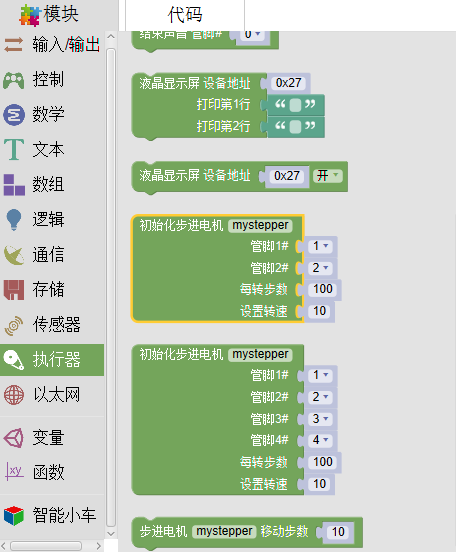 模块
代码
输入/输出
控制
数学
文本
数组
逻辑
通信
存储
传感器
执行器
以太网
变量
xy
函数
智能小车
结束声音 管脚# 0
液晶显示屏 设备地址 0x27
打印第1行 “ ”
打印第2行 “ ”
液晶显示屏 设备地址 0x27 开
初始化步进电机 mystepper
管脚1# 1
管脚2# 2
每转步数 100
设置转速 10
初始化步进电机 mystepper
管脚1# 1
管脚2# 2
管脚3# 3
管脚4# 4
每转步数 100
设置转速 10
步进电机 mystepper 移动步数 10